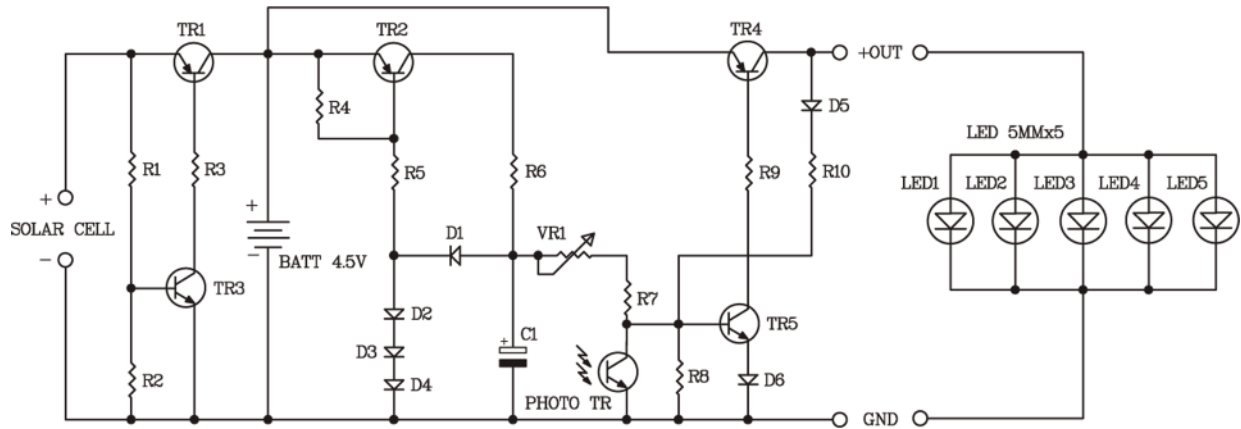 TR1
TR2
TR4
+OUT
D5
R4
LED 5MMx5
R1
R3
R5
R6
R9
R10
LED1
LED2
LED3
LED4
LED5
+
SOLAR CELL
-
+
-
BATT 4.5V
D1
VR1
TR3
R7
D2
TR5
+
C1
D3
R2
D4
PHOTO TR
R8
D6
GND